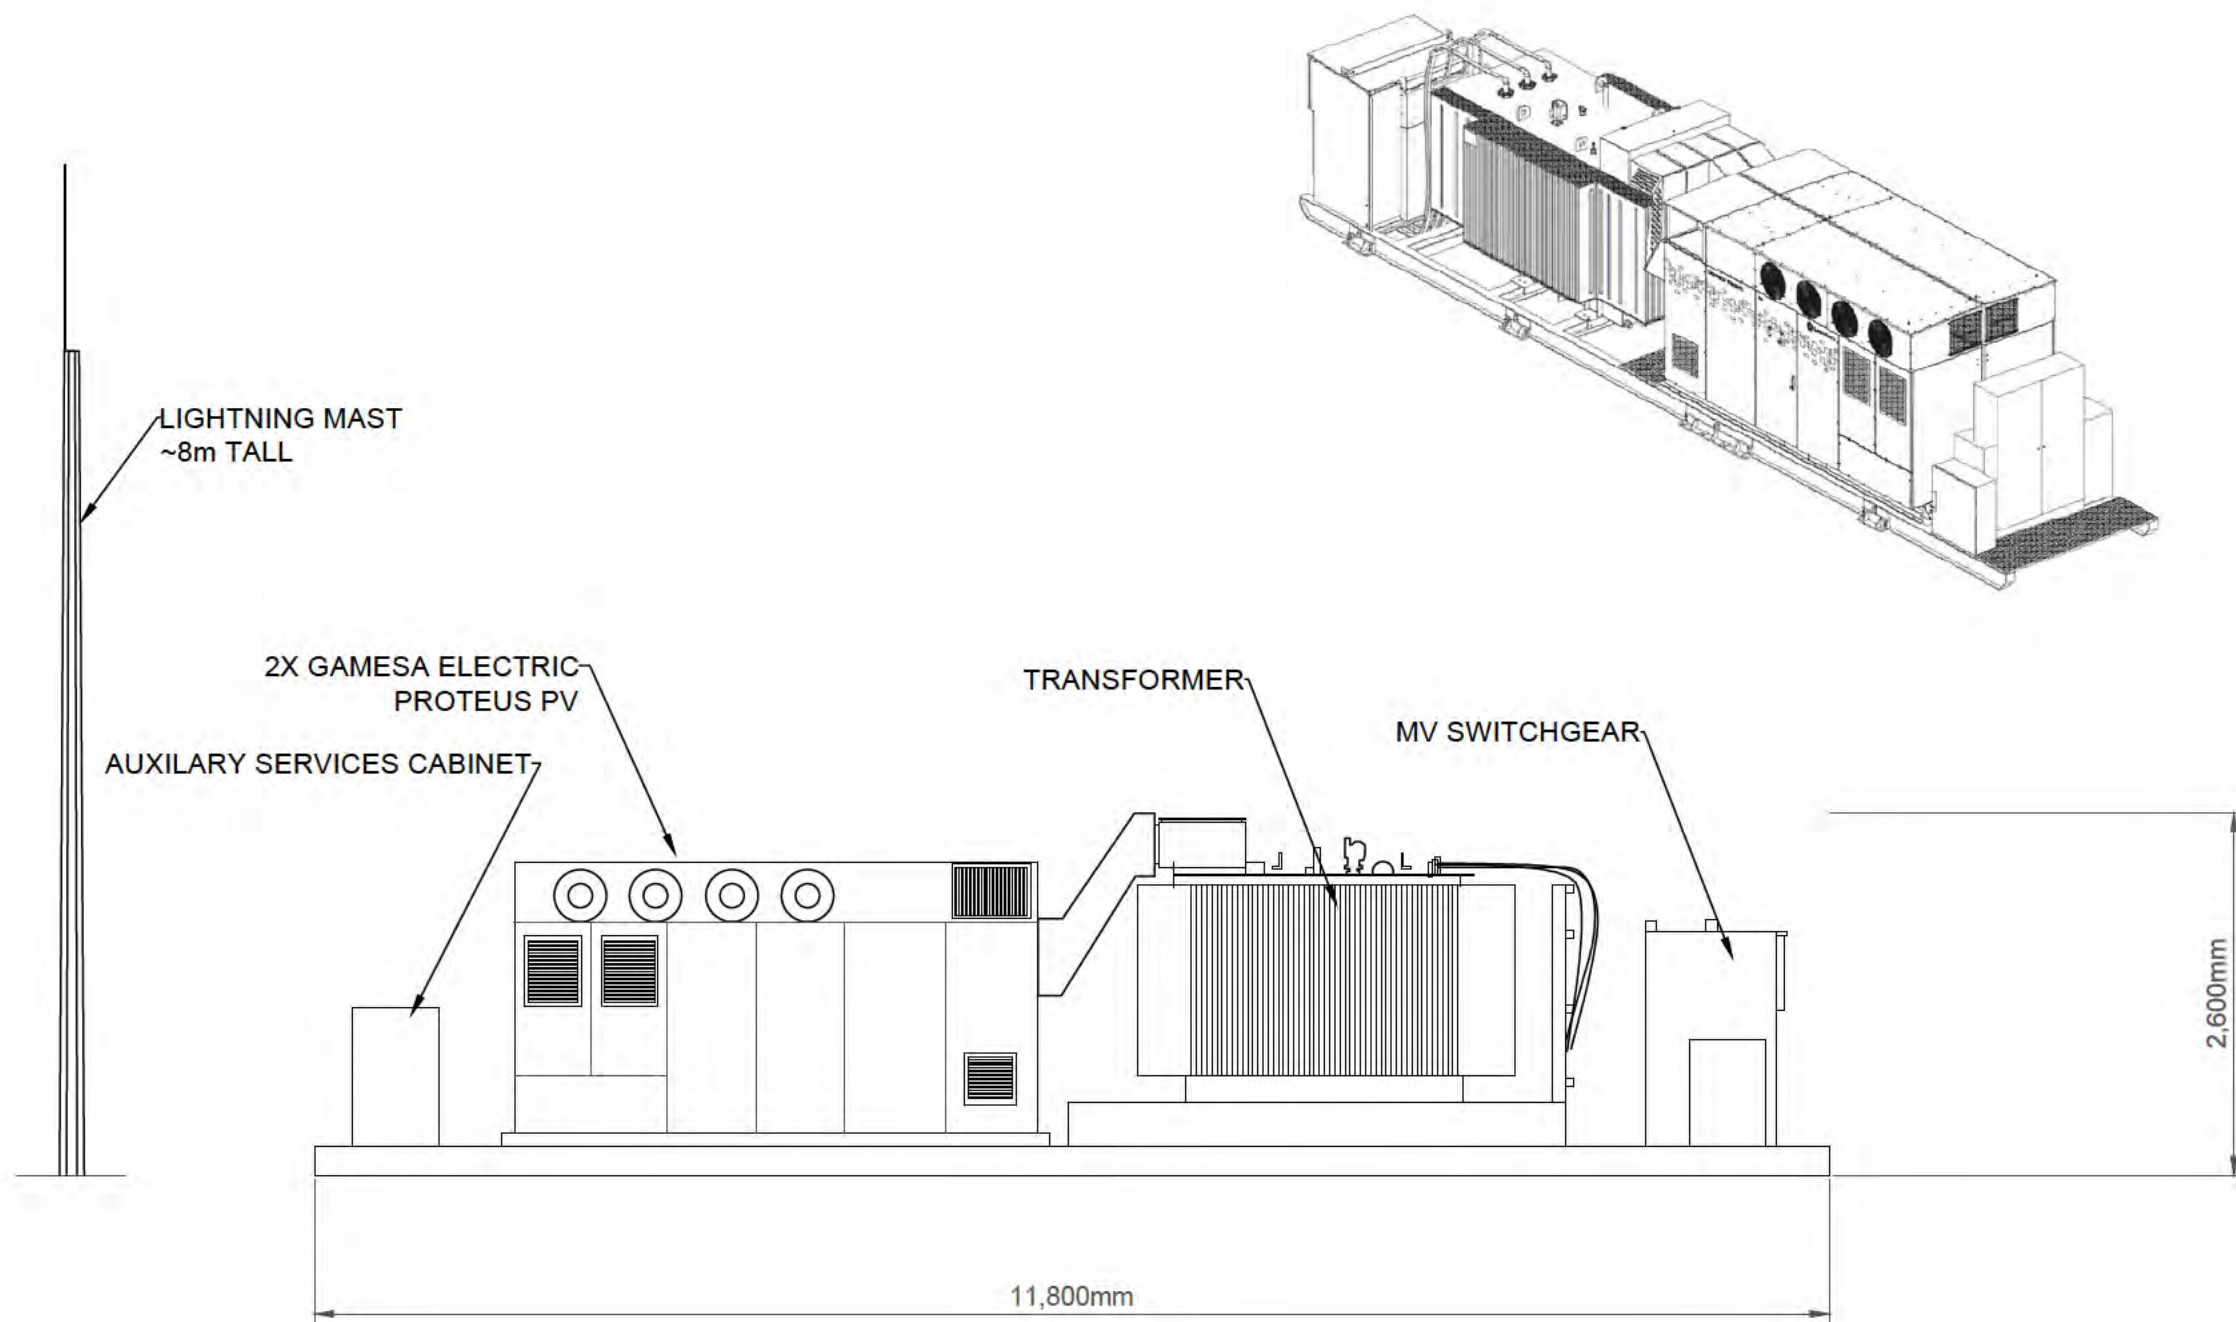 LIGHTNING MAST
~8m TALL
2X GAMESA ELECTRIC
PROTEUS PV
TRANSFORMER
MV SWITCHGEAR
AUXILARY SERVICES CABINET
2,600mm
11,800mm